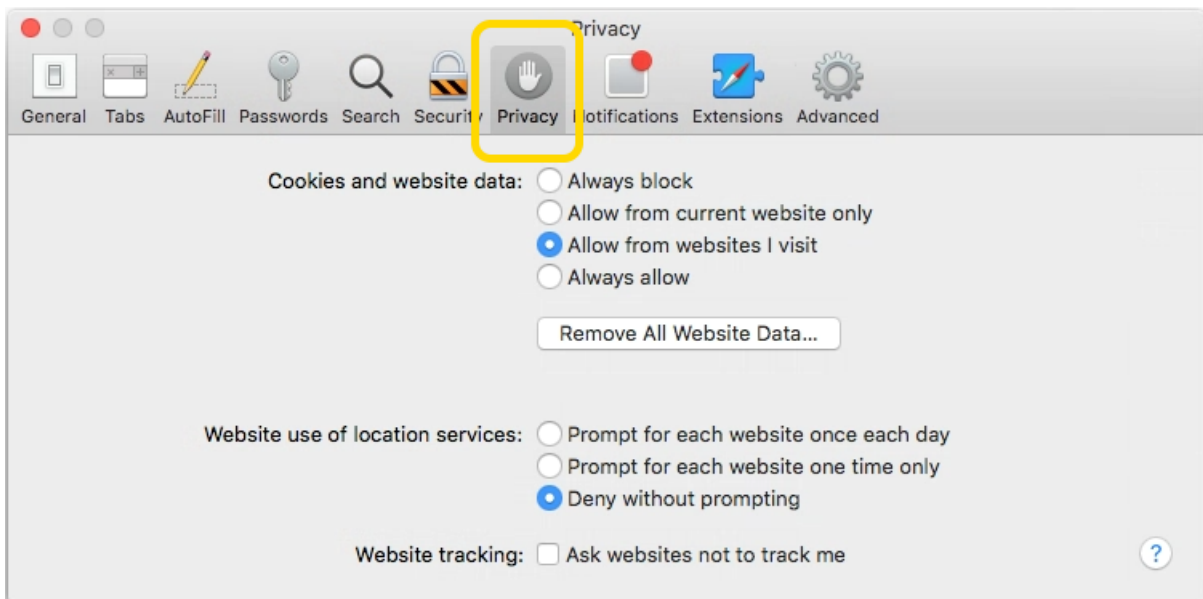 Privacy
General Tabs AutoFill Passwords Search Security Privacy Notifications Extensions Advanced
Cookies and website data: Always block
Allow from current website only
Allow from websites I visit
Always allow
Remove All Website Data...
Website use of location services: Prompt for each website once each day
Prompt for each website one time only
Deny without prompting
Website tracking: Ask websites not to track me ?